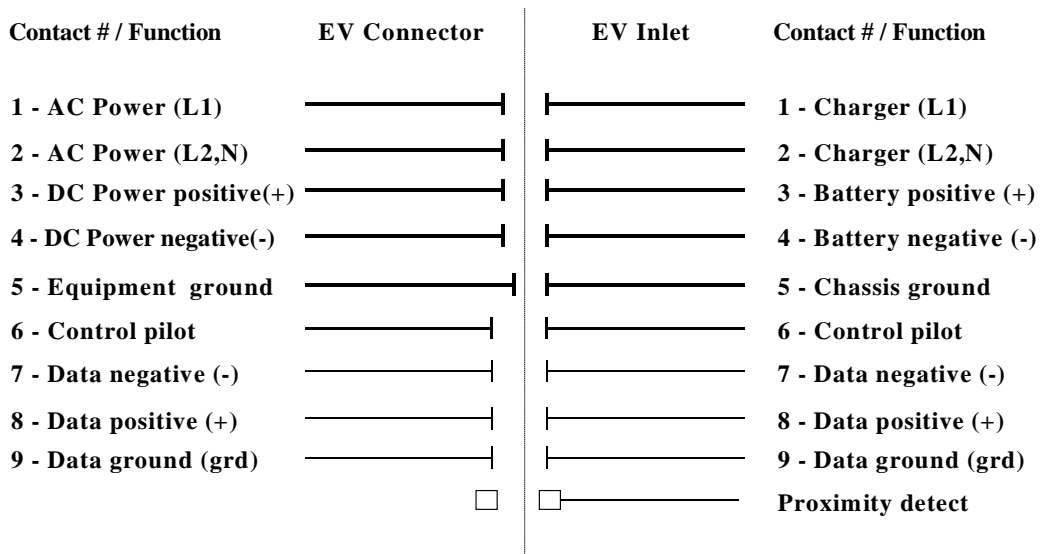 Contact # / Function EV Connector EV Inlet Contact # / Function
1 - AC Power (L1) 1 - Charger (L1)
2 - AC Power (L2,N) 2 - Charger (L2,N)
3 - DC Power positive(+) 3 - Battery positive (+)
4 - DC Power negative(-) 4 - Battery negative (-)
5 - Equipment ground 5 - Chassis ground
6 - Control pilot 6 - Control pilot
7 - Data negative (-) 7 - Data negative (-)
8 - Data positive (+) 8 - Data positive (+)
9 - Data ground (grd) 9 - Data ground (grd)
Proximity detect